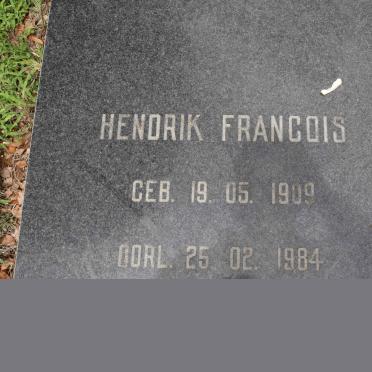 HENDRIK FRANCOIS
GEB. 19. 05. 1909
OORL. 25. 02. 1984